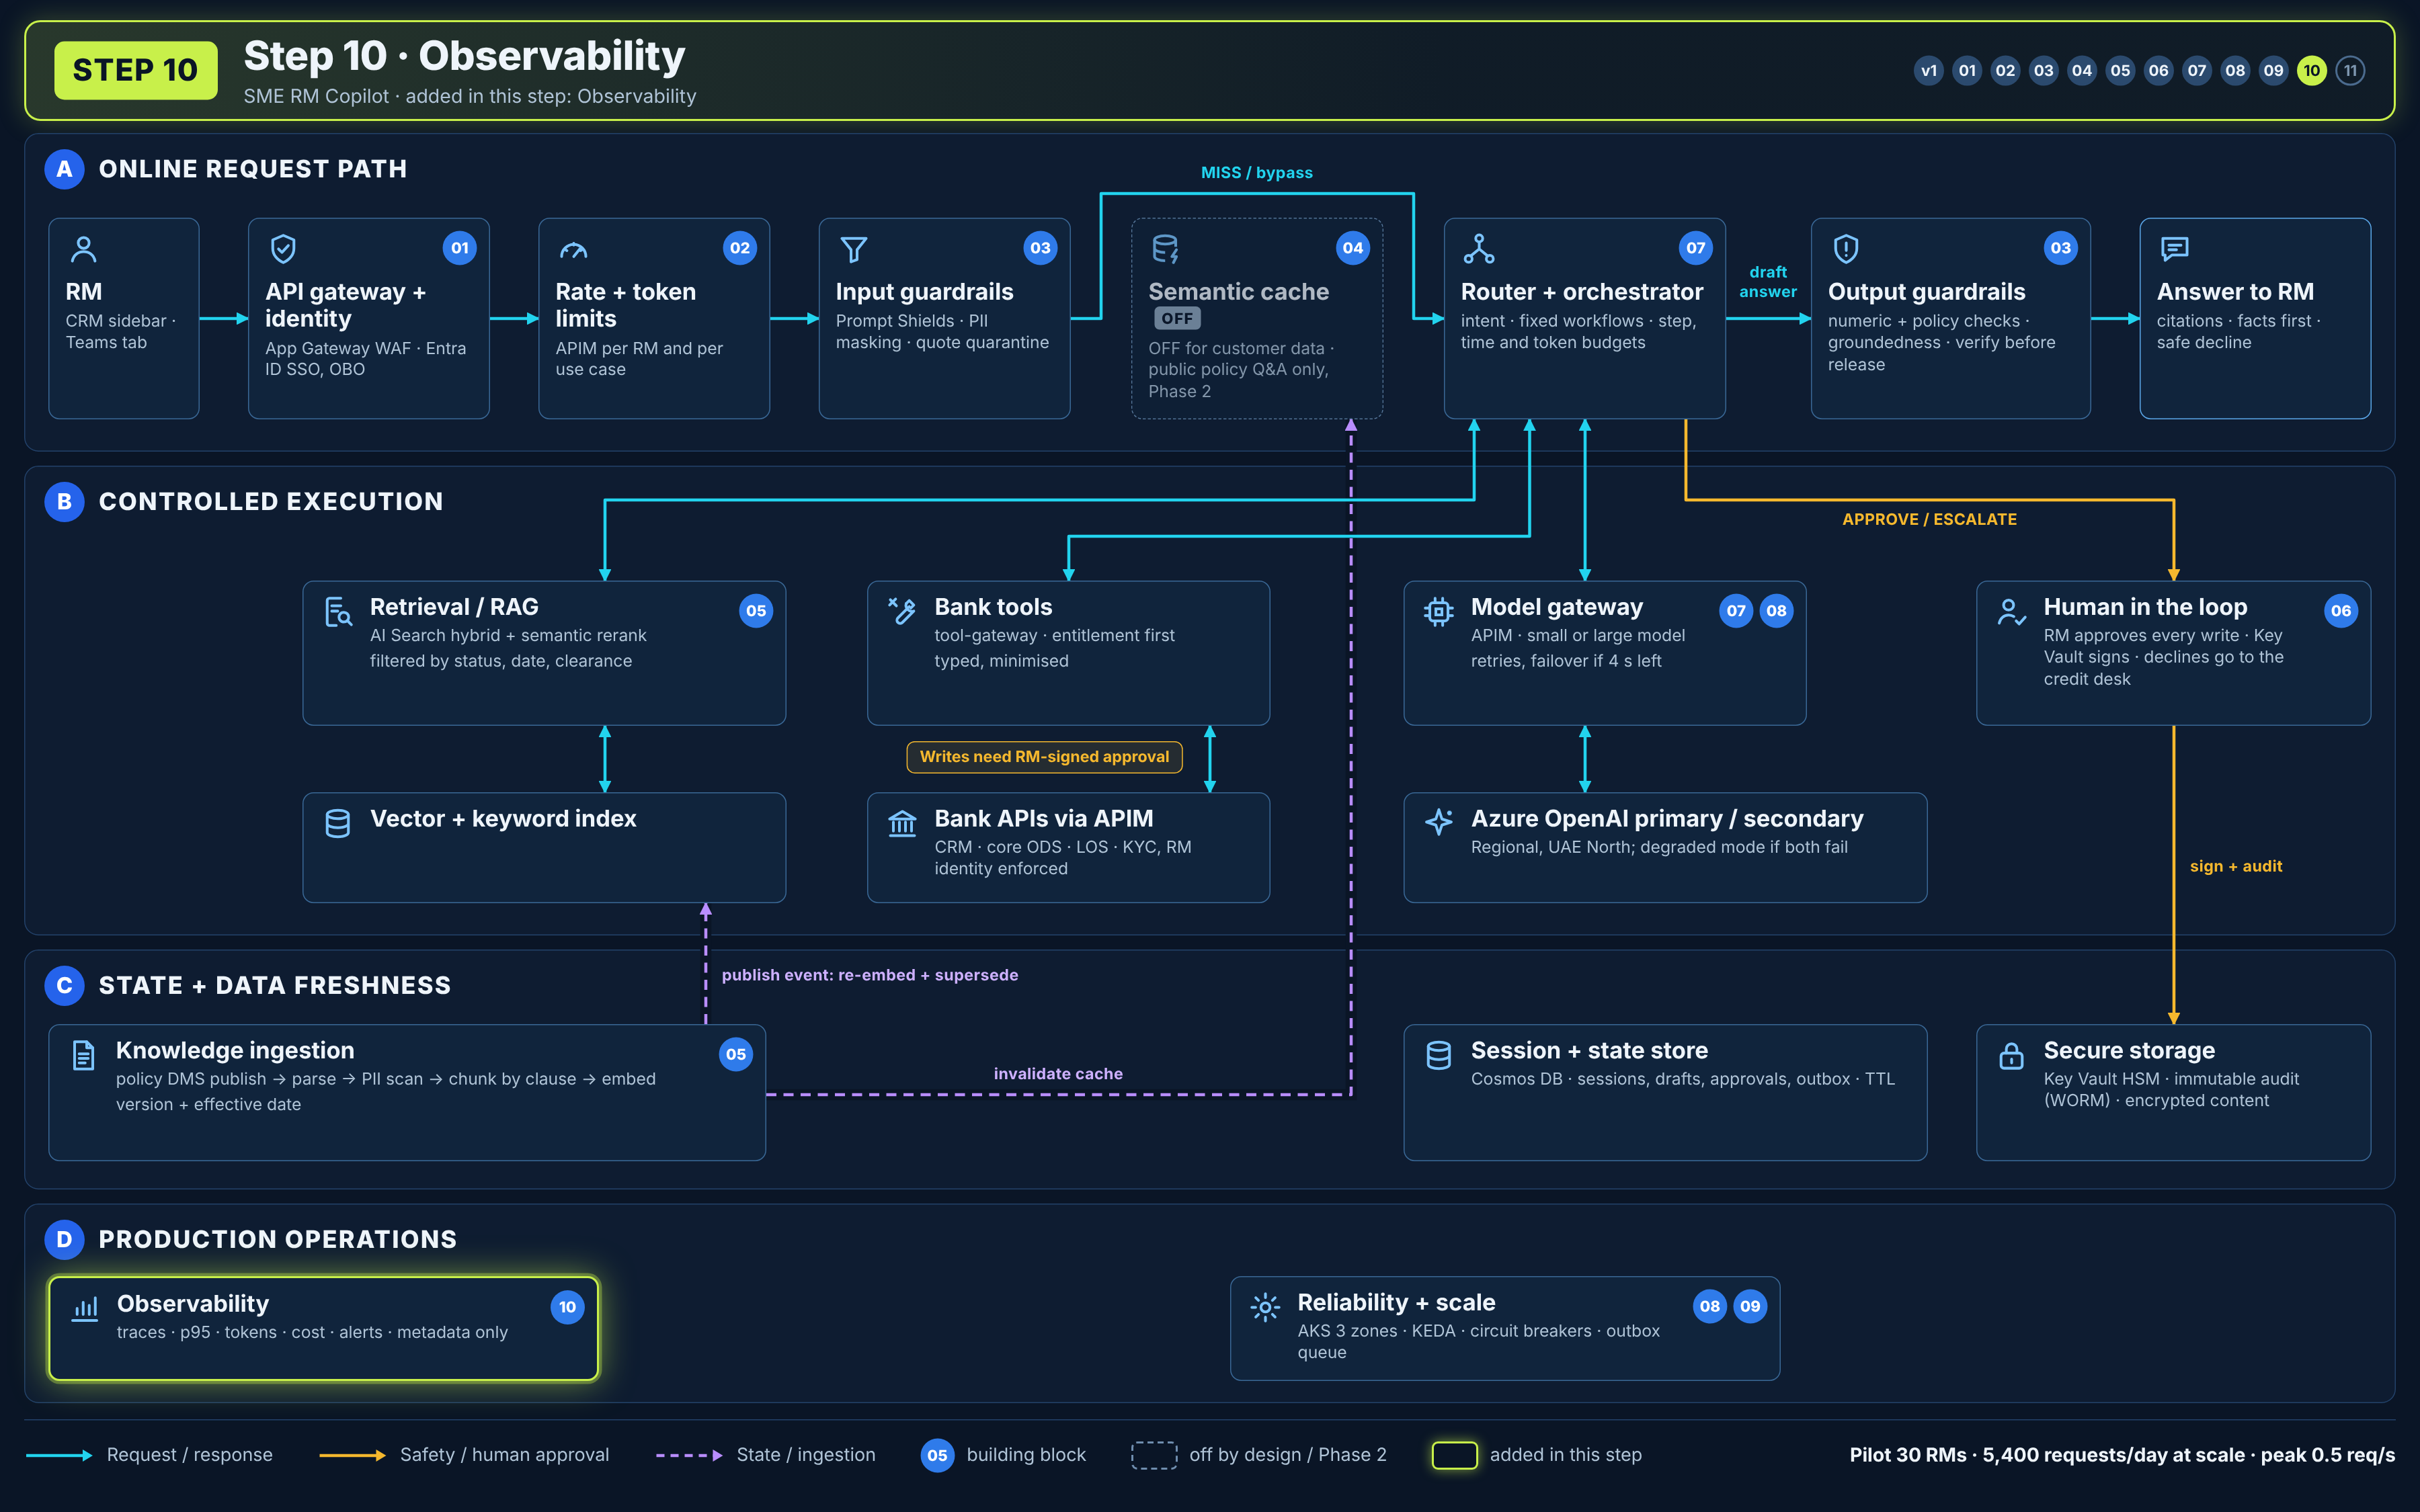 STEP 10
Step 10 · Observability
SME RM Copilot · added in this step: Observability
v1 01 02 03 04 05 06 07 08 09 10 11
A ONLINE REQUEST PATH
MISS / bypass
RM
CRM sidebar ·
Teams tab
01
API gateway +
identity
App Gateway WAF · Entra
ID SSO, OBO
02
Rate + token
limits
APIM per RM and per
use case
03
Input guardrails
Prompt Shields · PII
masking · quote quarantine
04
Semantic cache
OFF
OFF for customer data ·
public policy Q&A only,
Phase 2
07
Router + orchestrator
intent · fixed workflows · step,
time and token budgets
draft
answer
03
Output guardrails
numeric + policy checks ·
groundedness · verify before
release
Answer to RM
citations · facts first ·
safe decline
B CONTROLLED EXECUTION
APPROVE / ESCALATE
Retrieval / RAG 05
AI Search hybrid + semantic rerank
filtered by status, date, clearance
Bank tools
tool-gateway · entitlement first
typed, minimised
Model gateway 07 08
APIM · small or large model
retries, failover if 4 s left
Human in the loop 06
RM approves every write · Key
Vault signs · declines go to the
credit desk
Writes need RM-signed approval
Vector + keyword index
Bank APIs via APIM
CRM · core ODS · LOS · KYC, RM
identity enforced
Azure OpenAI primary / secondary
Regional, UAE North; degraded mode if both fail
sign + audit
C STATE + DATA FRESHNESS
publish event: re-embed + supersede
Knowledge ingestion 05
policy DMS publish → parse → PII scan → chunk by clause → embed
version + effective date
invalidate cache
Session + state store
Cosmos DB · sessions, drafts, approvals, outbox · TTL
Secure storage
Key Vault HSM · immutable audit
(WORM) · encrypted content
D PRODUCTION OPERATIONS
Observability 10
traces · p95 · tokens · cost · alerts · metadata only
Reliability + scale 08 09
AKS 3 zones · KEDA · circuit breakers · outbox
queue
Request / response
Safety / human approval
State / ingestion
05 building block
off by design / Phase 2
added in this step
Pilot 30 RMs · 5,400 requests/day at scale · peak 0.5 req/s